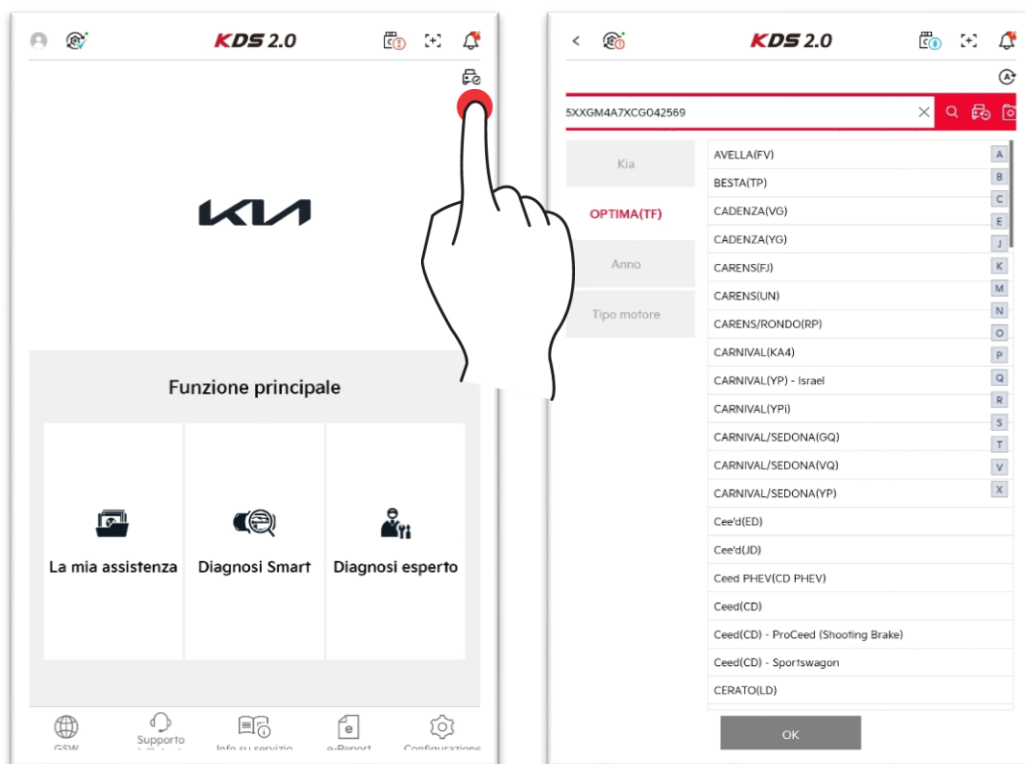 KDS 2.0
KIA
Funzione principale
La mia assistenza
Diagnosi Smart
Diagnosi esperto
GSW
Supporto
Info su servizio
e-Report
Configurazione
KDS 2.0
5XXGM4A7XCG042569
Kia
OPTIMA(TF)
Anno
Tipo motore
AVELLA(FV)
BESTA(TP)
CADENZA(VG)
CADENZA(YG)
CARENS(FJ)
CARENS(UN)
CARENS/RONDO(RP)
CARNIVAL(KA4)
CARNIVAL(YP) - Israel
CARNIVAL(YPi)
CARNIVAL/SEDONA(GQ)
CARNIVAL/SEDONA(VQ)
CARNIVAL/SEDONA(YP)
Cee'd(ED)
Cee'd(JD)
Ceed PHEV(CD PHEV)
Ceed(CD)
Ceed(CD) - ProCeed (Shooting Brake)
Ceed(CD) - Sportswagon
CERATO(LD)
A
B
C
E
J
K
M
N
O
P
Q
R
S
T
V
X
OK